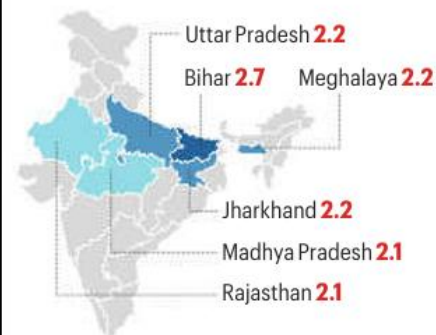 Uttar Pradesh 2.2
Bihar 2.7
Meghalaya 2.2
Jharkhand 2.2
Madhya Pradesh 2.1
Rajasthan 2.1